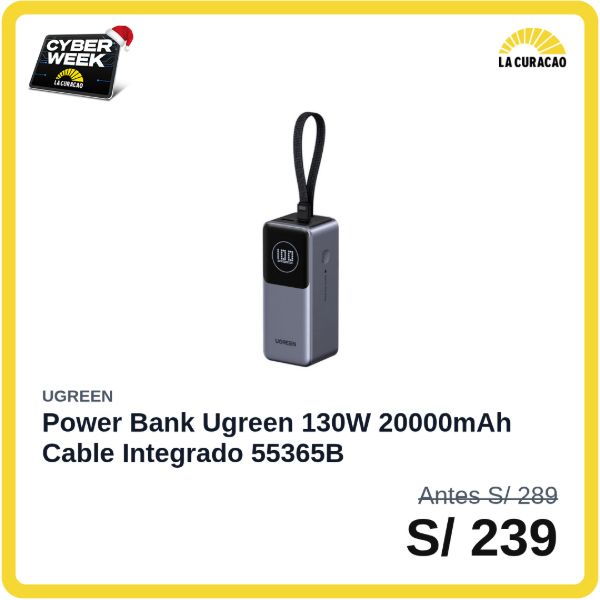 CYBER
WEEK
LA CURACAO
LA CURACAO
100
UGREEN
UGREEN
Power Bank Ugreen 130W 20000mAh
Cable Integrado 55365B
Antes S/ 289
S/ 239